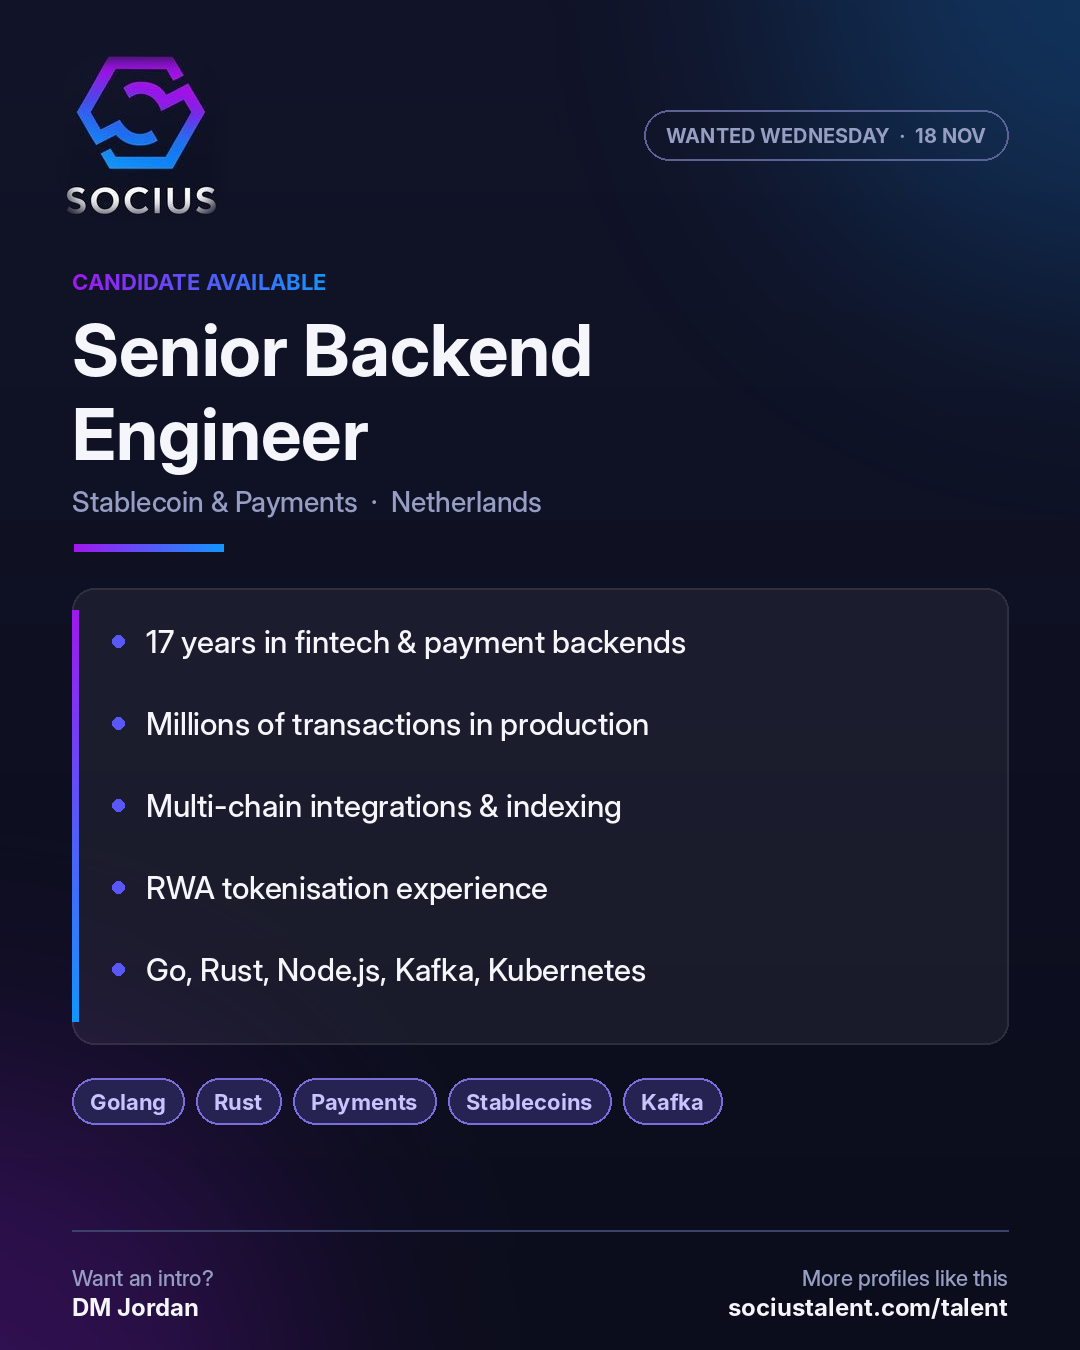 SOCIUS
WANTED WEDNESDAY · 18 NOV
CANDIDATE AVAILABLE
Senior Backend
Engineer
Stablecoin & Payments · Netherlands
17 years in fintech & payment backends
Millions of transactions in production
Multi-chain integrations & indexing
RWA tokenisation experience
Go, Rust, Node.js, Kafka, Kubernetes
Golang Rust Payments Stablecoins Kafka
Want an intro?
DM Jordan
More profiles like this
sociustalent.com/talent